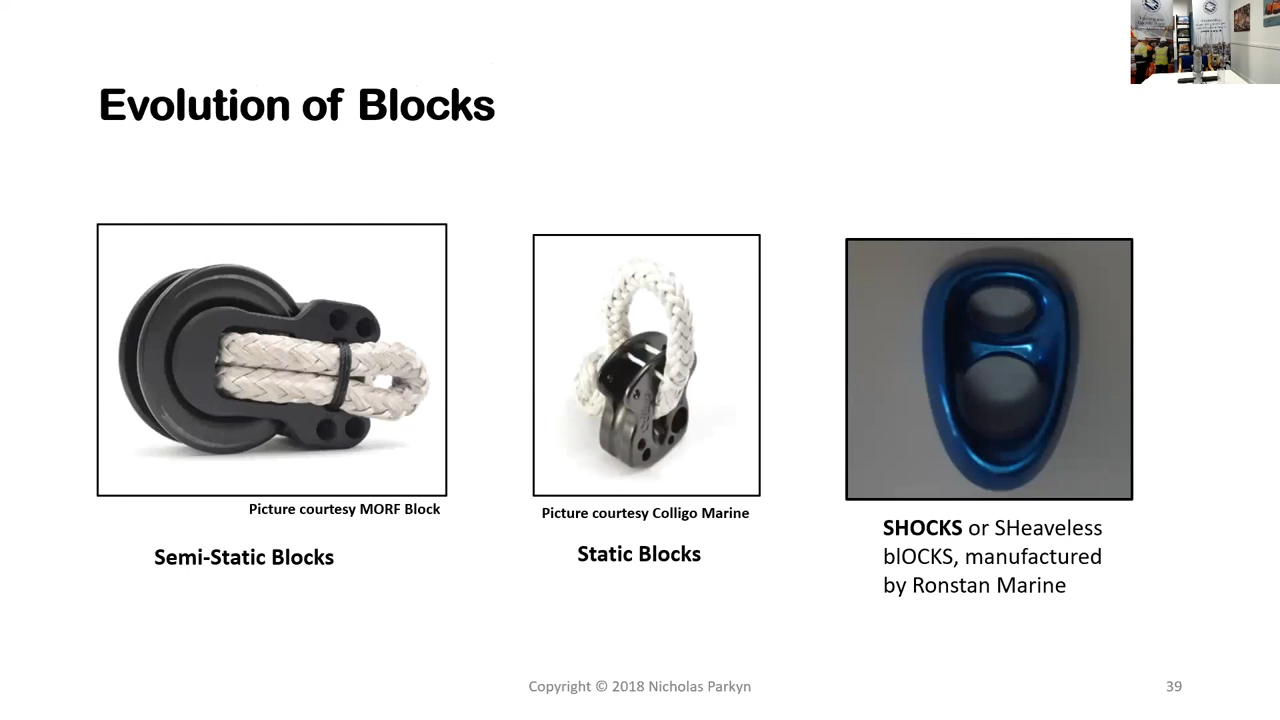 Evolution of Blocks
Picture courtesy MORF Block
Semi-Static Blocks
Picture courtesy Colligo Marine
Static Blocks
SHOCKS or SHeaveless
blOCKS, manufactured
by Ronstan Marine
Copyright © 2018 Nicholas Parkyn
39